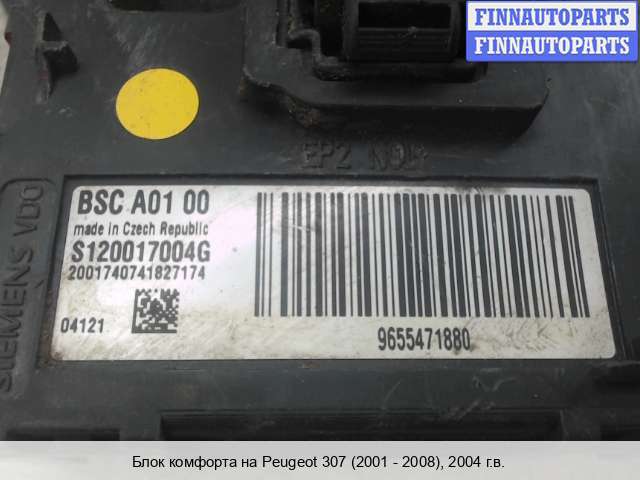 FINNAUTOPARTS
FINNAUTOPARTS
EP2 NOIR
SIEMENS VDO
BSC A01 00
made in Czech Republic
S120017004G
2001740741827174
04121
9655471880
Блок комфорта на Peugeot 307 (2001 - 2008), 2004 г.в.